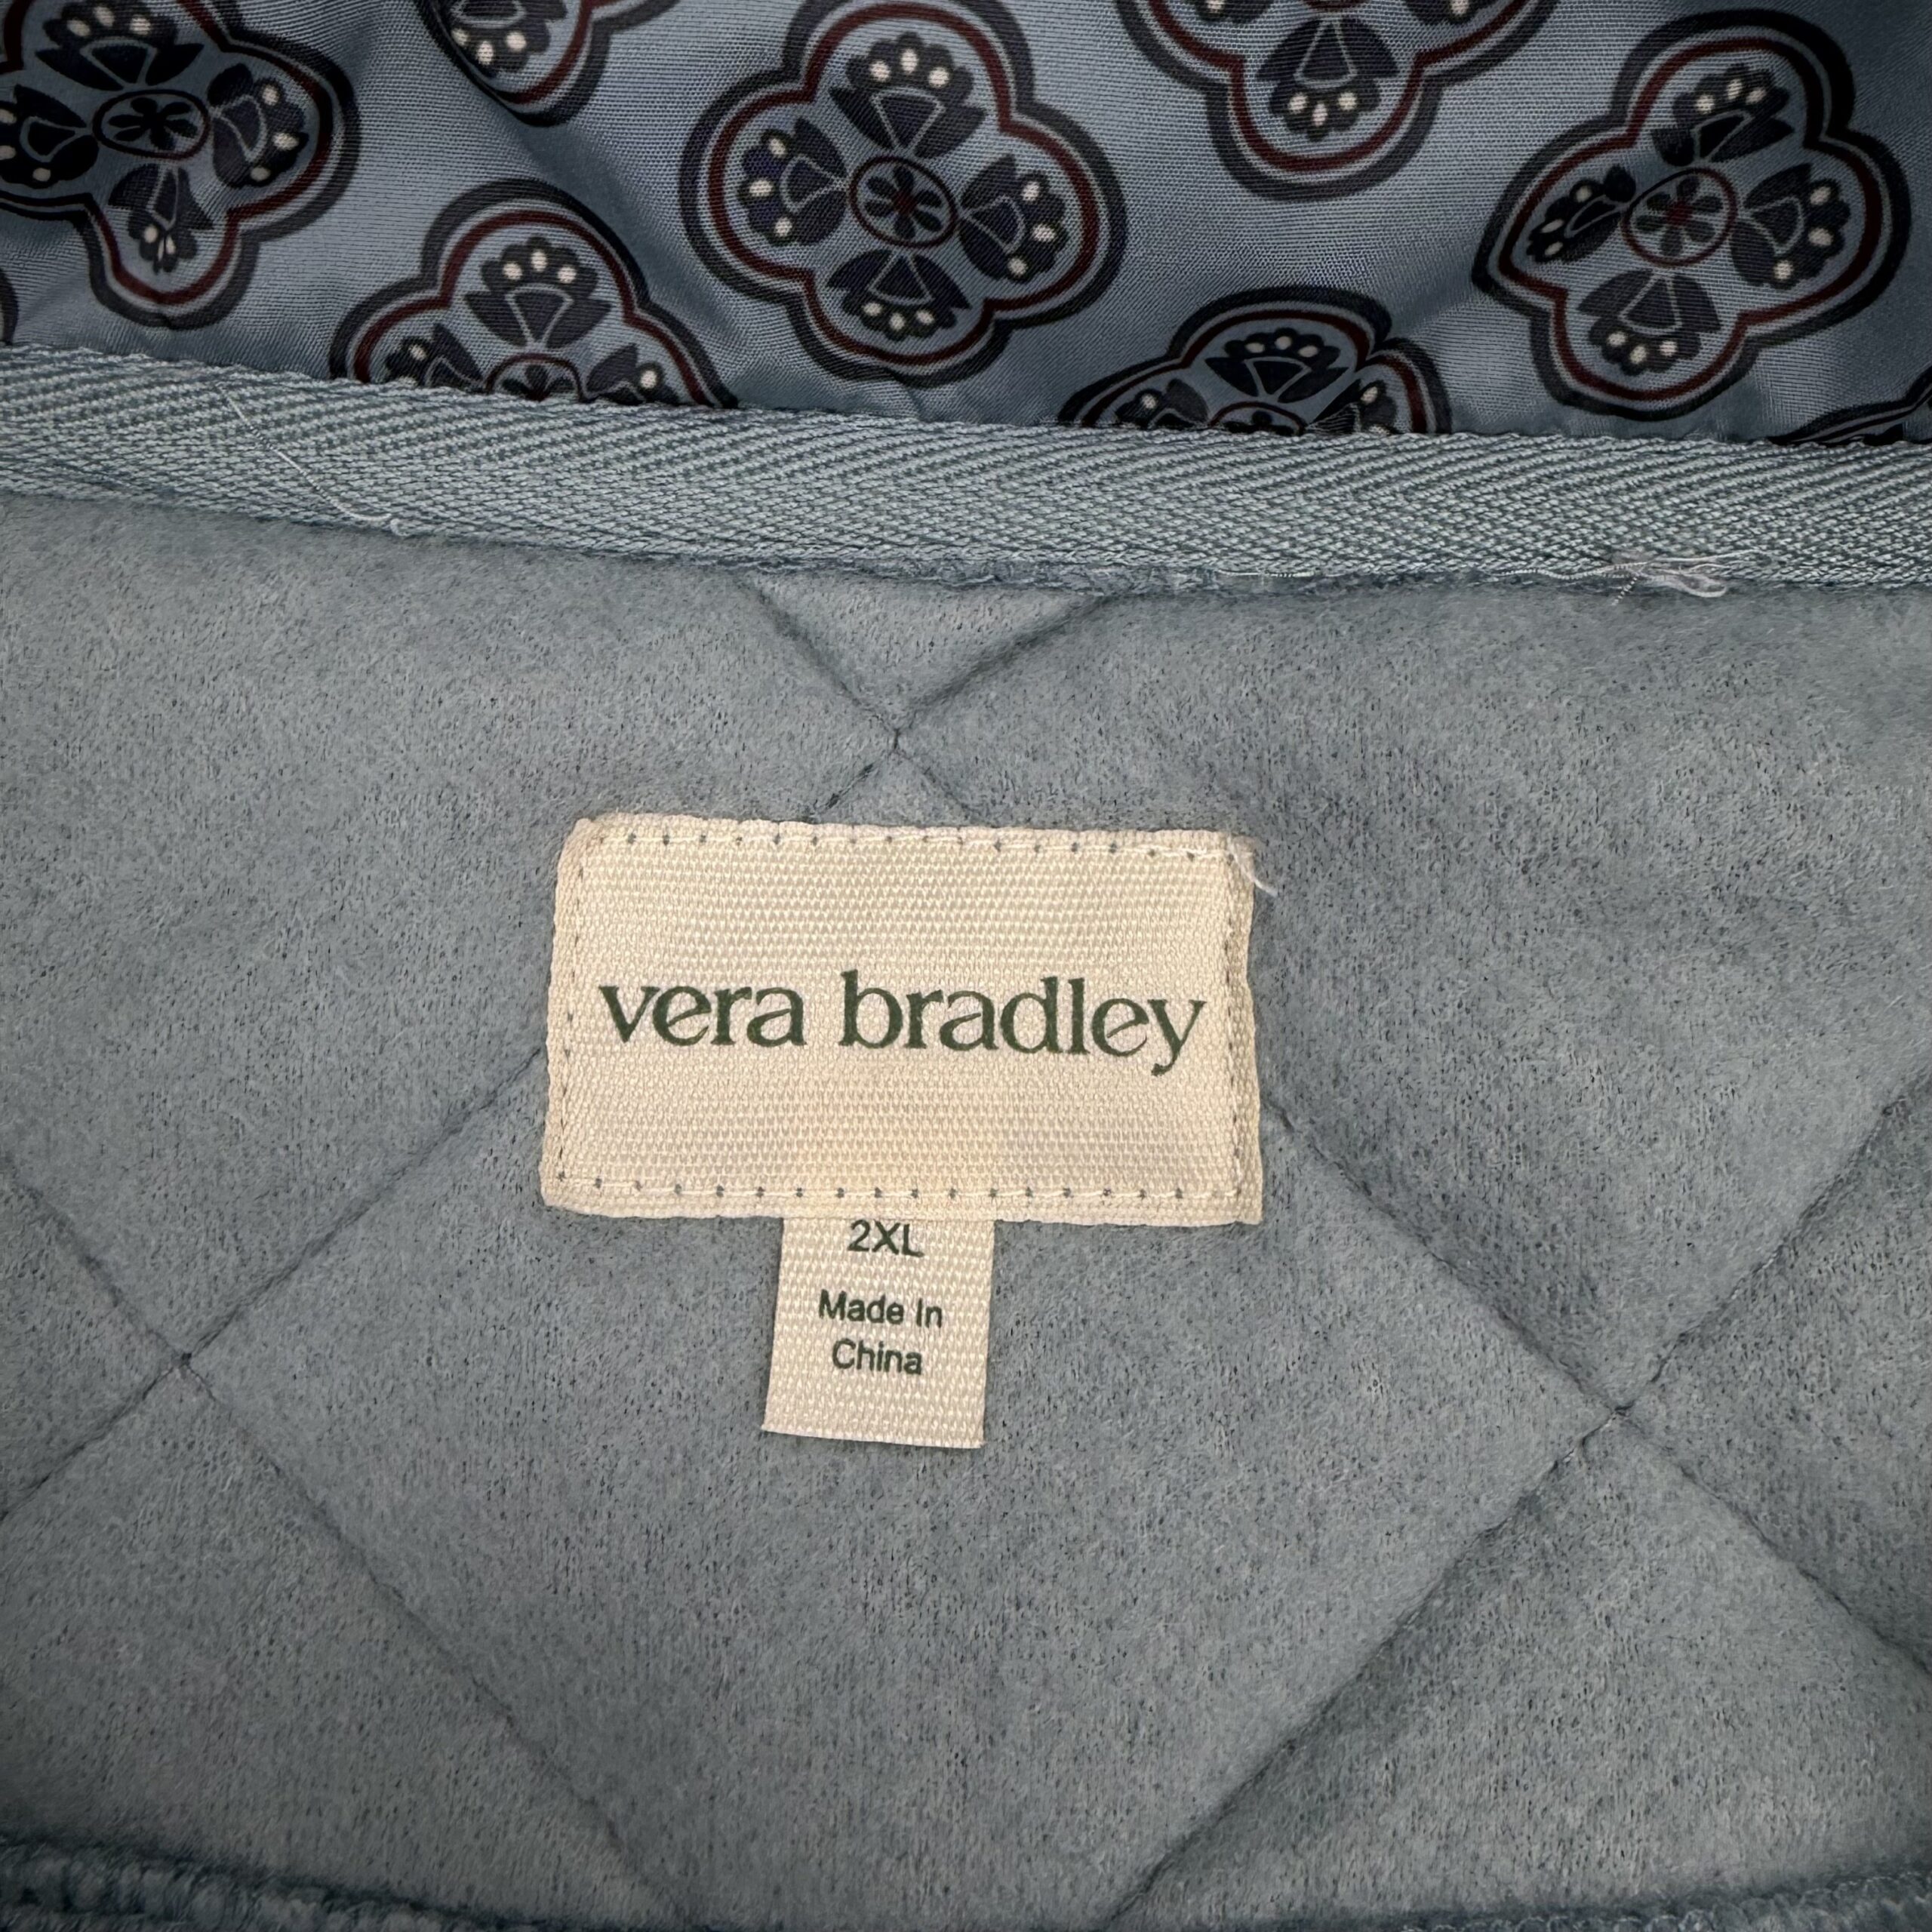 vera bradley
2XL
Made In
China